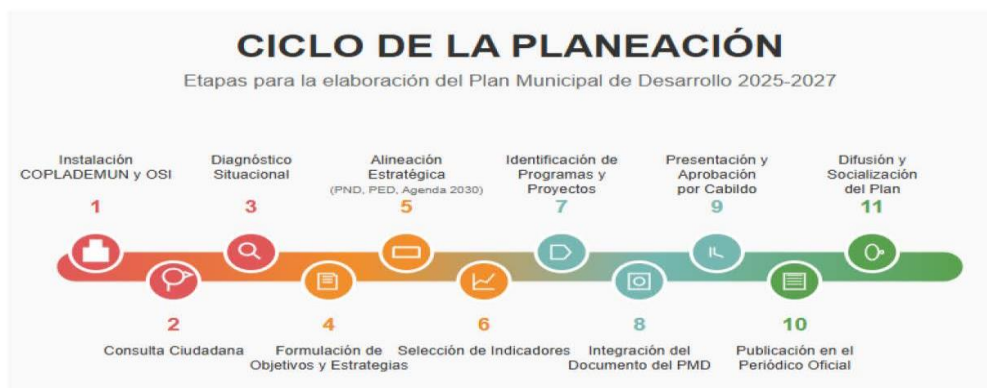 CICLO DE LA PLANEACIÓN
Etapas para la elaboración del Plan Municipal de Desarrollo 2025-2027
Instalación
COPLADEMUN y OSI
1
2
Consulta Ciudadana
Diagnóstico
Situacional
3
4
Formulación de
Objetivos y Estrategias
Alineación
Estratégica
(PND, PED, Agenda 2030)
5
6
Selección de Indicadores
Identificación de
Programas y
Proyectos
7
8
Integración del
Documento del PMD
Presentación y
Aprobación
por Cabildo
9
10
Publicación en el
Periódico Oficial
Difusión y
Socialización
del Plan
11